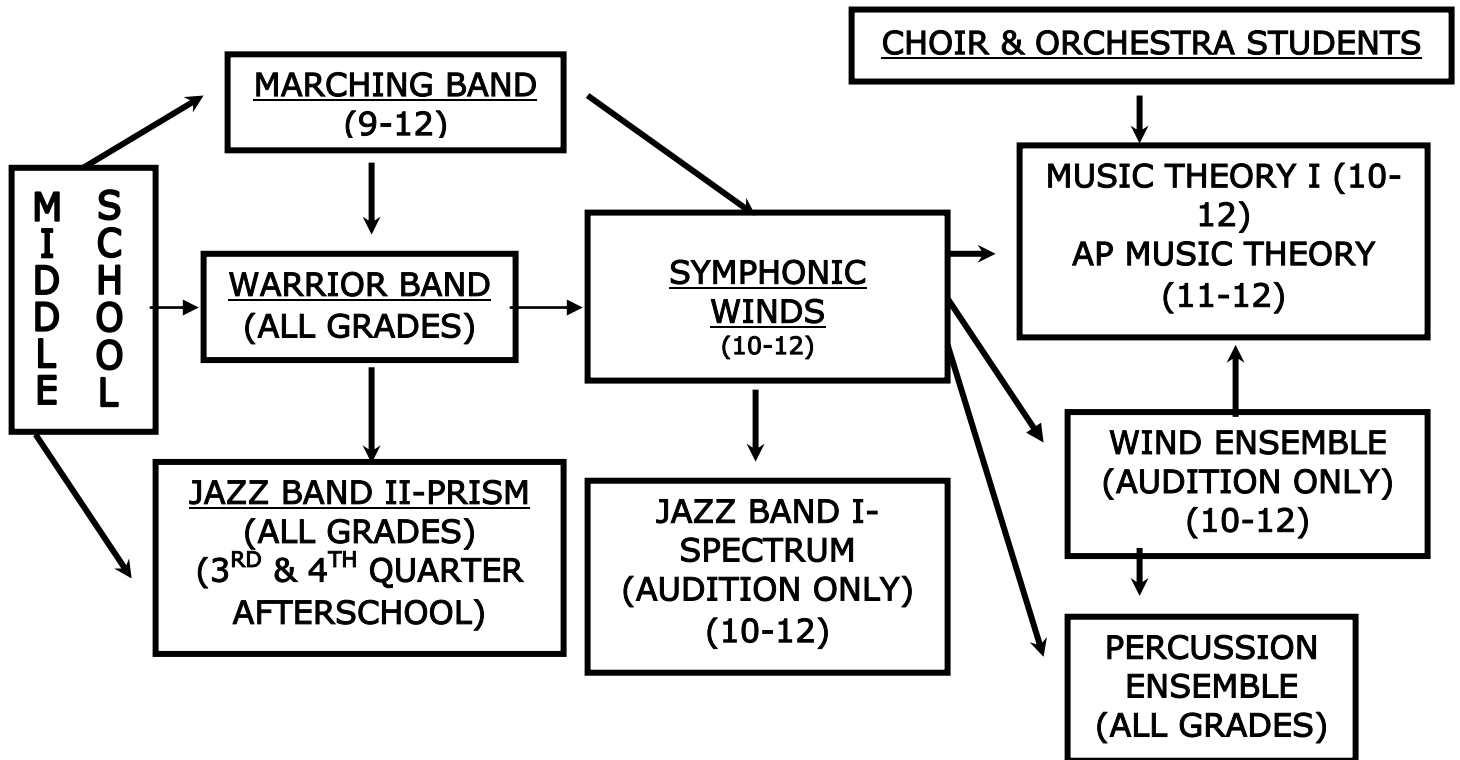 CHOIR & ORCHESTRA STUDENTS
MARCHING BAND
(9-12)
MIDDLE
SCHOOL
MUSIC THEORY I (10-
12)
AP MUSIC THEORY
(11-12)
WARRIOR BAND
(ALL GRADES)
SYMPHONIC
WINDS
(10-12)
JAZZ BAND II-PRISM
(ALL GRADES)
(3RD & 4TH QUARTER
AFTERSCHOOL)
JAZZ BAND I-
SPECTRUM
(AUDITION ONLY)
(10-12)
WIND ENSEMBLE
(AUDITION ONLY)
(10-12)
PERCUSSION
ENSEMBLE
(ALL GRADES)